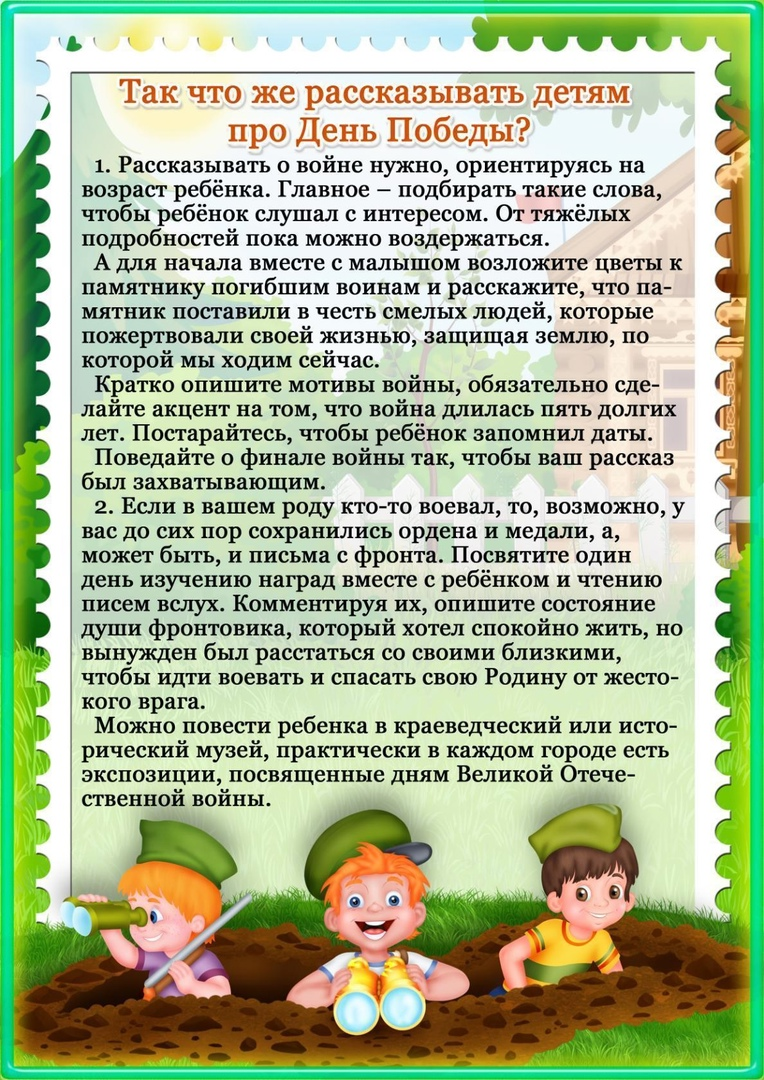 Так что же рассказывать детям
про День Победы?
1. Рассказывать о войне нужно, ориентируясь на
возраст ребёнка. Главное – подбирать такие слова,
чтобы ребёнок слушал с интересом. От тяжёлых
подробностей пока можно воздержаться.
А для начала вместе с малышом возложите цветы к
памятнику погибшим воинам и расскажите, что па-
мятник поставили в честь смелых людей, которые
пожертвовали своей жизнью, защищая землю, по
которой мы ходим сейчас.
Кратко опишите мотивы войны, обязательно сде-
лайте акцент на том, что война длилась пять долгих
лет. Постарайтесь, чтобы ребёнок запомнил даты.
Поведайте о финале войны так, чтобы ваш рассказ
был захватывающим.
2. Если в вашем роду кто-то воевал, то, возможно, у
вас до сих пор сохранились ордена и медали, а,
может быть, и письма с фронта. Посвятите один
день изучению наград вместе с ребёнком и чтению
писем вслух. Комментируя их, опишите состояние
души фронтовика, который хотел спокойно жить, но
вынужден был расстаться со своими близкими,
чтобы идти воевать и спасать свою Родину от жесто-
кого врага.
Можно повести ребенка в краеведческий или исто-
рический музей, практически в каждом городе есть
экспозиции, посвященные дням Великой Отече-
ственной войны.